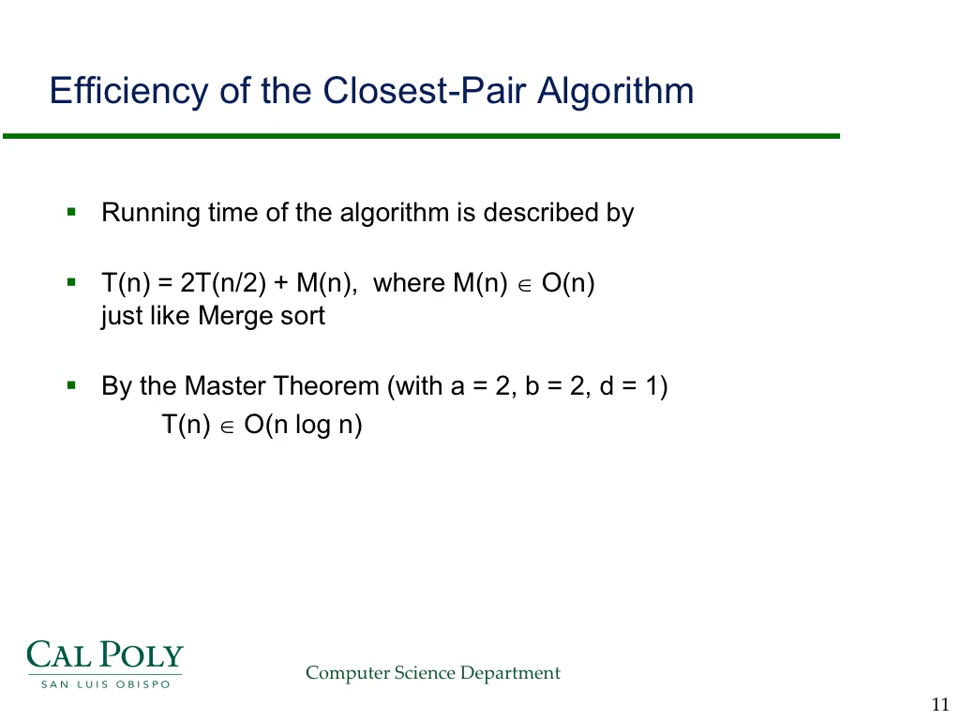 Efficiency of the Closest-Pair Algorithm
▪ Running time of the algorithm is described by
▪ T(n) = 2T(n/2) + M(n),  where M(n) ∈ O(n)
just like Merge sort
▪ By the Master Theorem (with a = 2, b = 2, d = 1)
T(n) ∈ O(n log n)
CAL POLY
SAN LUIS OBISPO
Computer Science Department
11